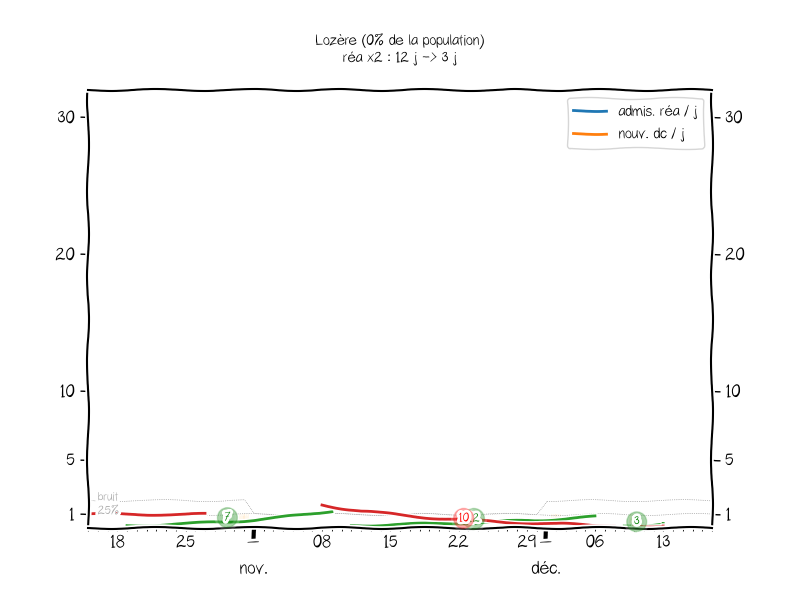 Lozère (0% de la population)
réa x2 : 12 j -> 3 j
admis. réa / j
nouv. dc / j
30 30
20 20
10 10
5 5
bruit
25%
1 1
7 10 2 3
18 25 08 15 22 29 06 13
nov. déc.